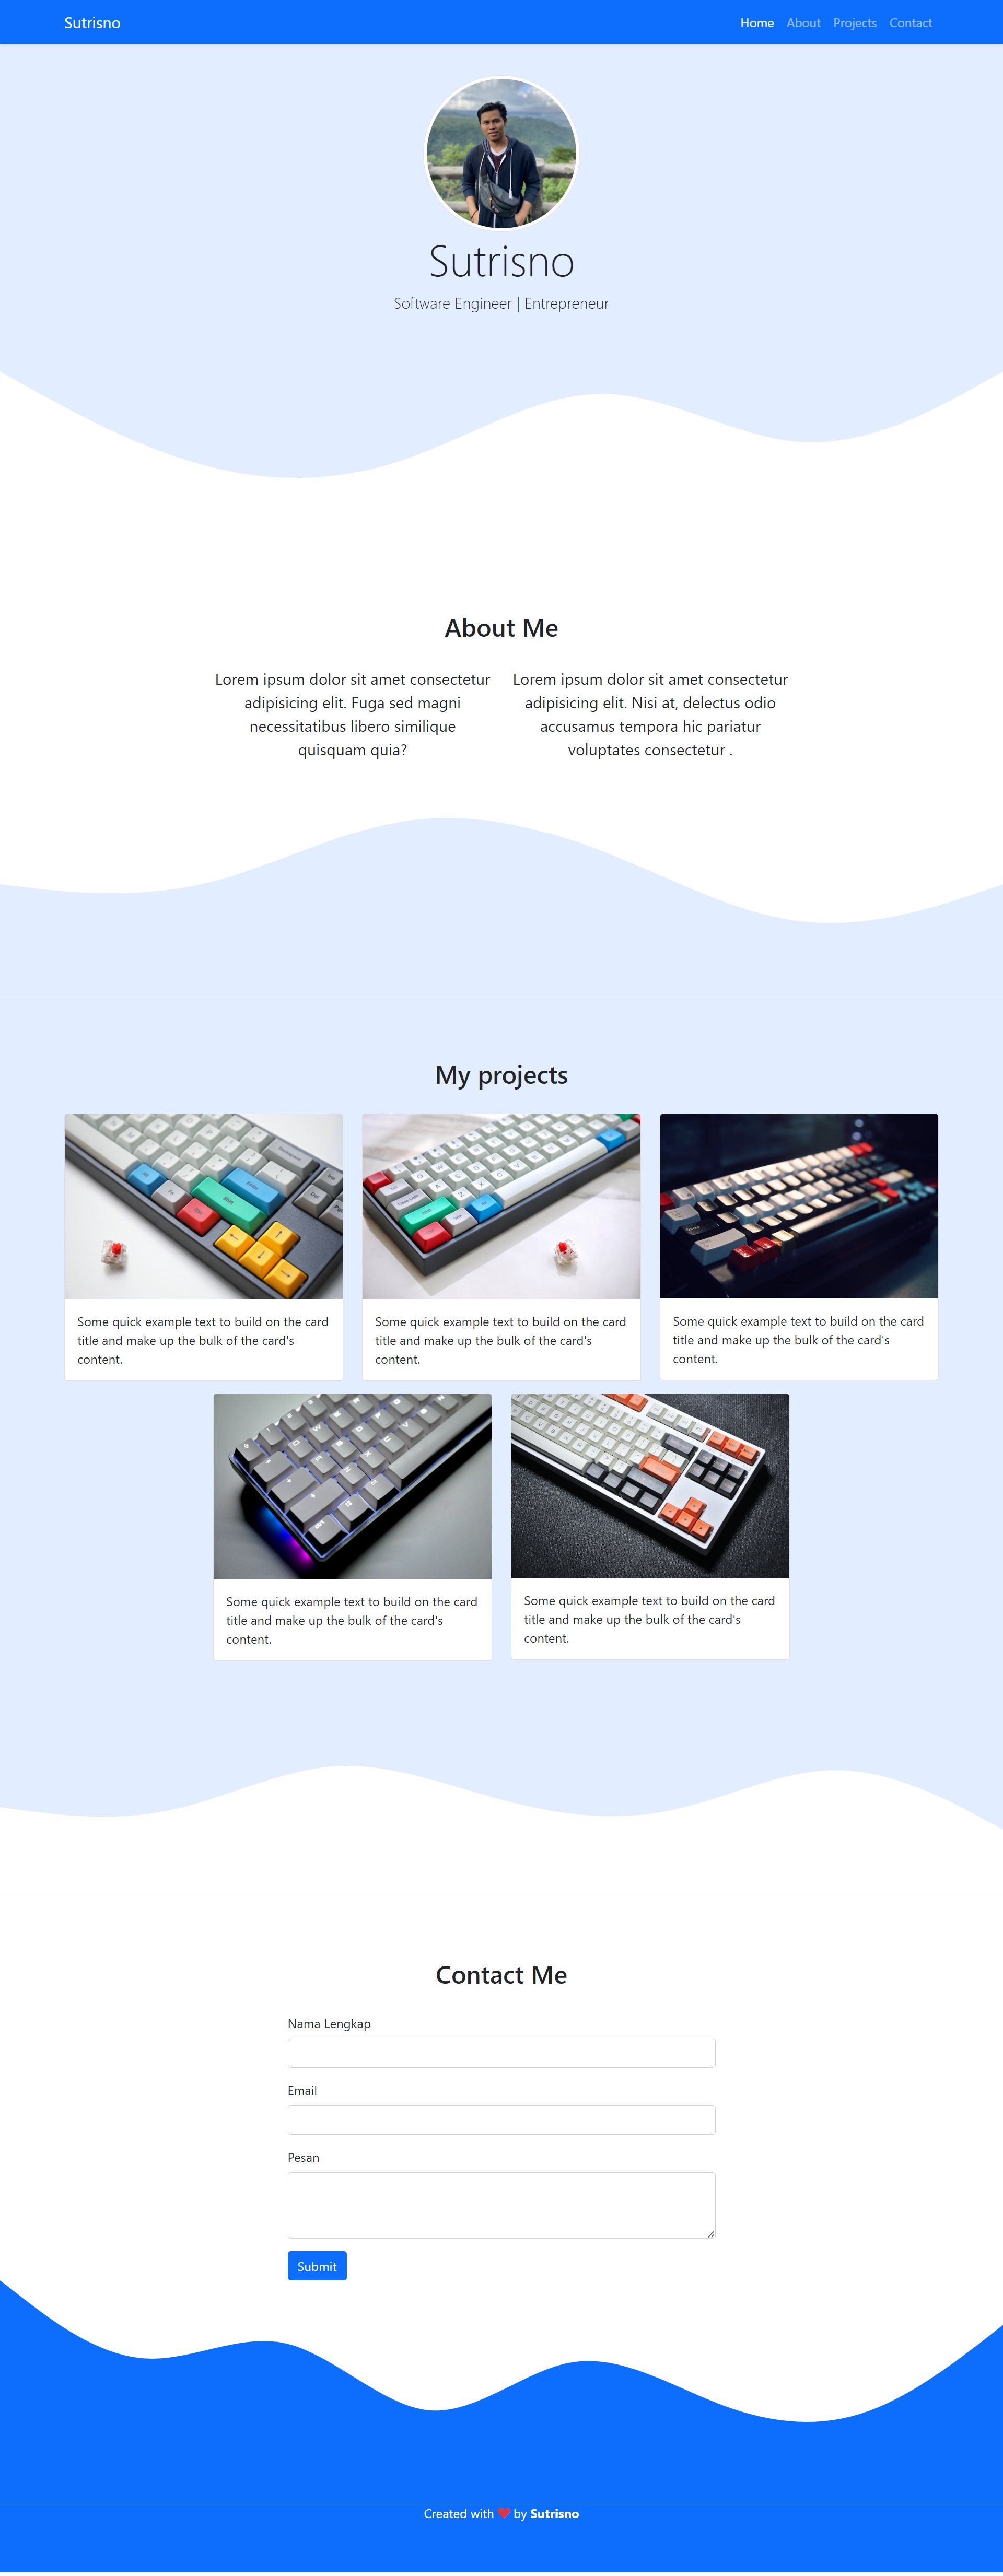 Sutrisno
Home About Projects Contact
Sutrisno
Software Engineer | Entrepreneur
About Me
Lorem ipsum dolor sit amet consectetur
adipisicing elit. Fuga sed magni
necessitatibus libero similique
quisquam quia?
Lorem ipsum dolor sit amet consectetur
adipisicing elit. Nisi at, delectus odio
accusamus tempora hic pariatur
voluptates consectetur .
My projects
Some quick example text to build on the card
title and make up the bulk of the card's
content.
Some quick example text to build on the card
title and make up the bulk of the card's
content.
Some quick example text to build on the card
title and make up the bulk of the card's
content.
Some quick example text to build on the card
title and make up the bulk of the card's
content.
Some quick example text to build on the card
title and make up the bulk of the card's
content.
Contact Me
Nama Lengkap
Email
Pesan
Submit
Created with ❤ by Sutrisno